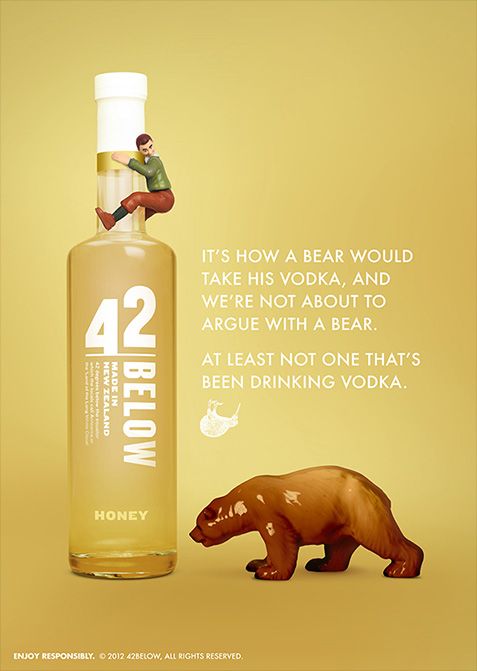 42
BELOW
MADE IN
NEW ZEALAND
HONEY
IT'S HOW A BEAR WOULD
TAKE HIS VODKA, AND
WE'RE NOT ABOUT TO
ARGUE WITH A BEAR.
AT LEAST NOT ONE THAT'S
BEEN DRINKING VODKA.
ENJOY RESPONSIBLY. © 2012 42BELOW, ALL RIGHTS RESERVED.